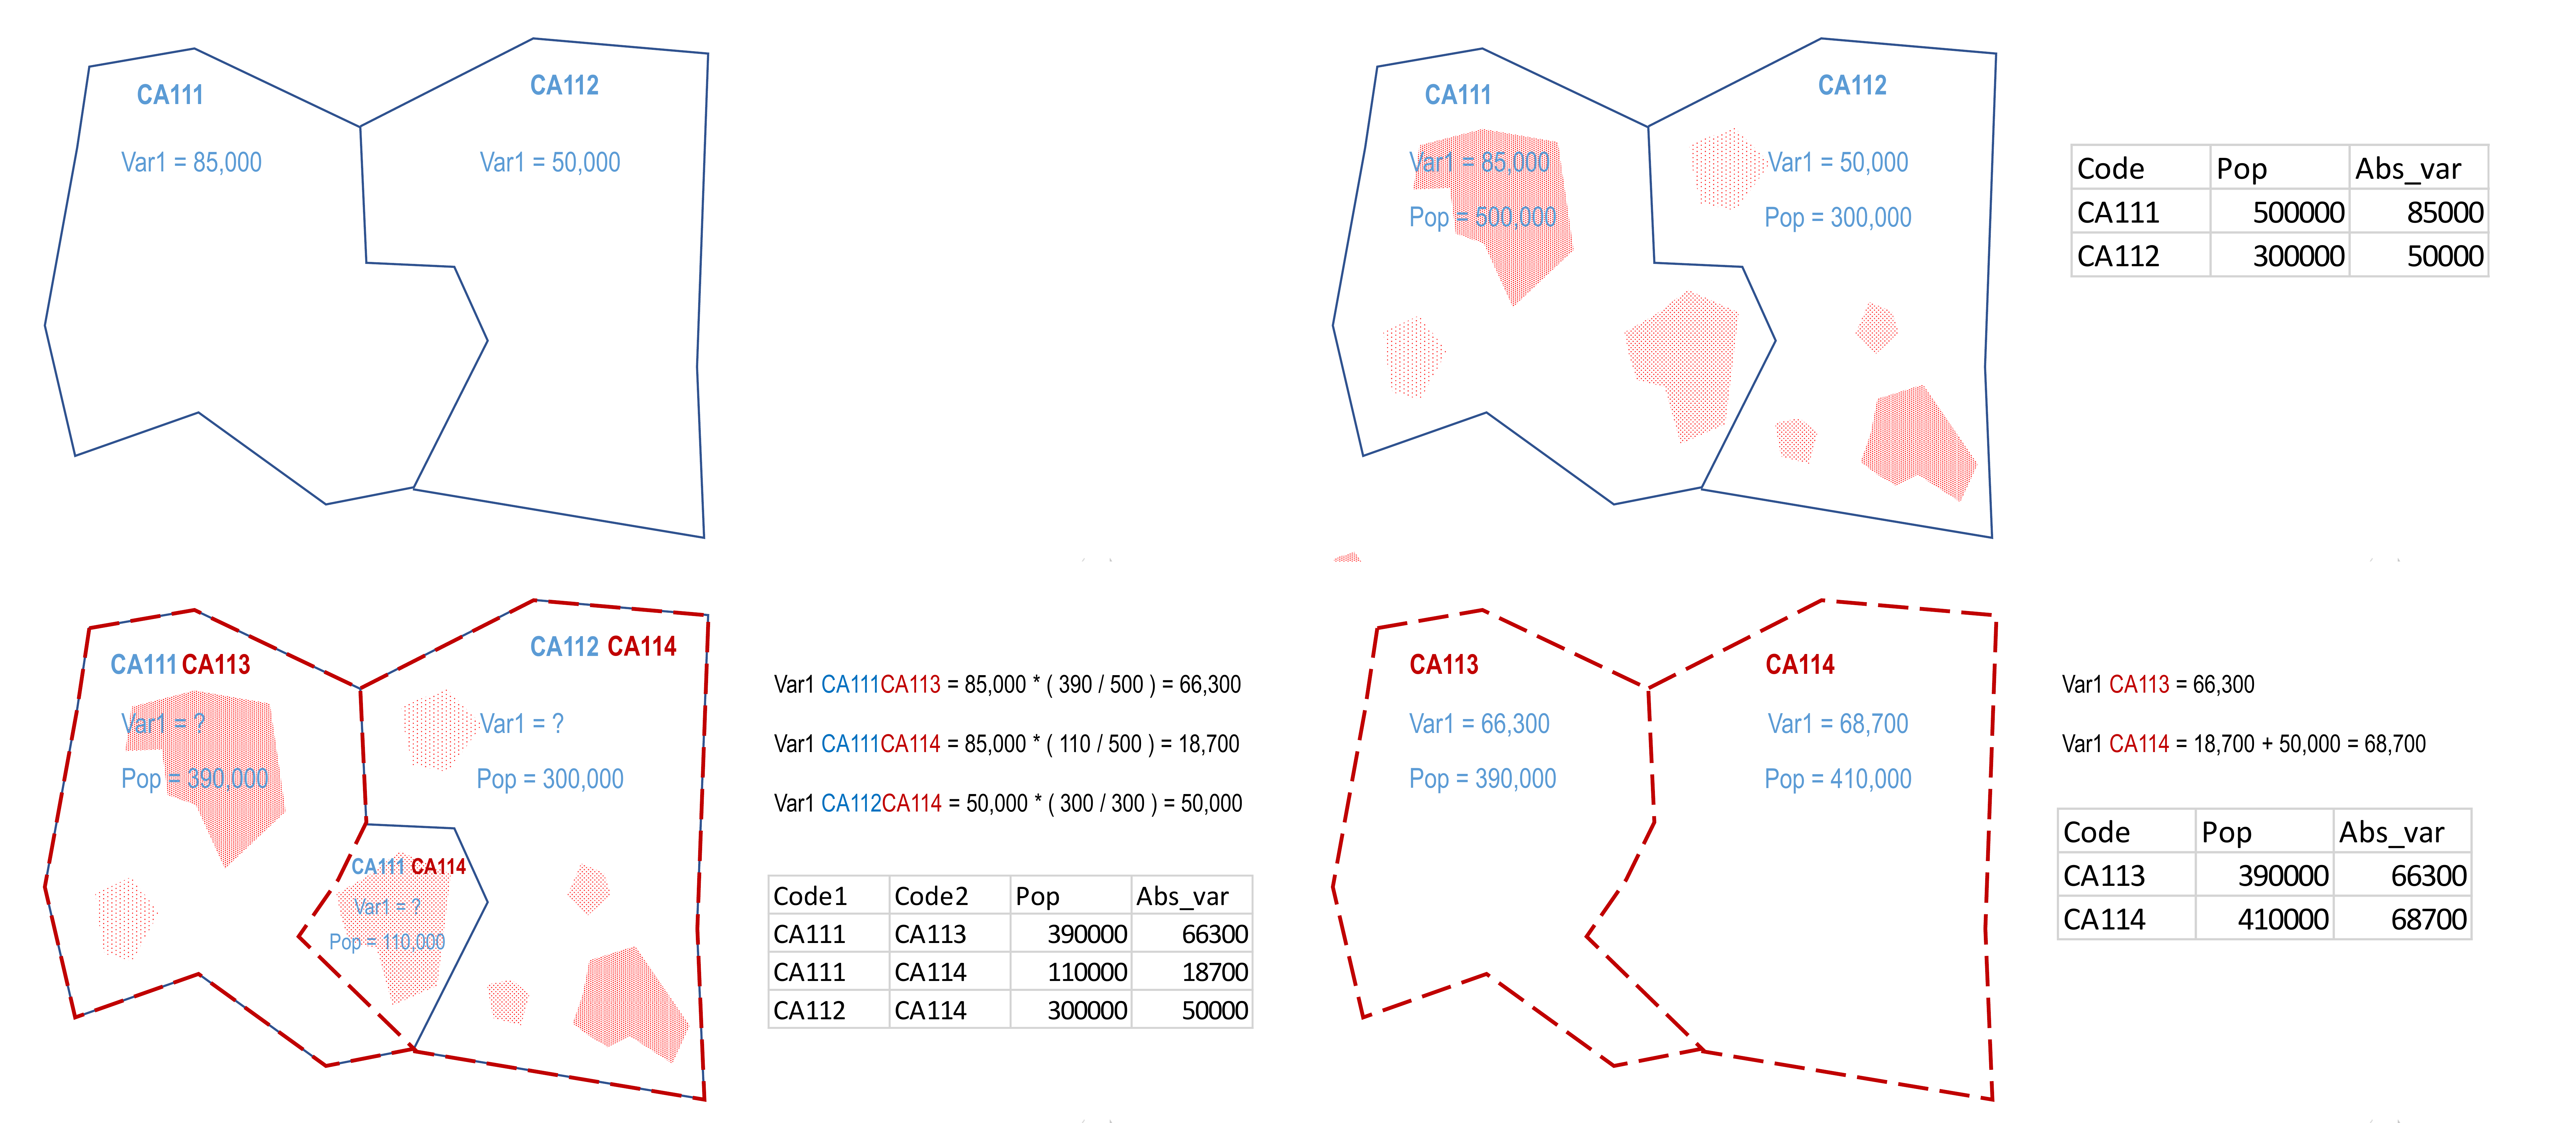 CA111
CA112
Var1 = 85,000
Var1 = 50,000
CA111
CA112
Var1 = 85,000
Var1 = 50,000
Pop = 500,000
Pop = 300,000
Code Pop Abs_var
CA111 500000 85000
CA112 300000 50000
CA111 CA113
CA112 CA114
Var1 = ?
Var1 = ?
Pop = 390,000
Pop = 300,000
CA111 CA114
Var1 = ?
Pop = 110,000
Var1 CA111CA113 = 85,000 * ( 390 / 500 ) = 66,300
Var1 CA111CA114 = 85,000 * ( 110 / 500 ) = 18,700
Var1 CA112CA114 = 50,000 * ( 300 / 300 ) = 50,000
Code1 Code2 Pop Abs_var
CA111 CA113 390000 66300
CA111 CA114 110000 18700
CA112 CA114 300000 50000
CA113
CA114
Var1 = 66,300
Var1 = 68,700
Pop = 390,000
Pop = 410,000
Var1 CA113 = 66,300
Var1 CA114 = 18,700 + 50,000 = 68,700
Code Pop Abs_var
CA113 390000 66300
CA114 410000 68700